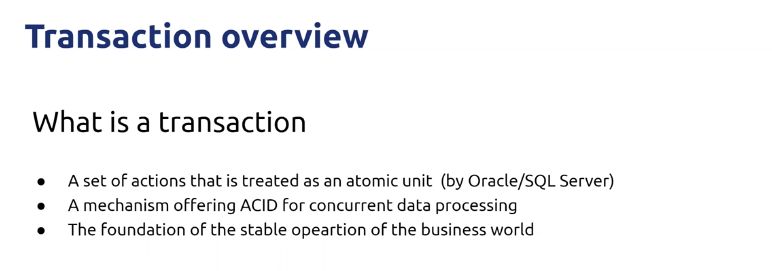 Transaction overview
What is a transaction
● A set of actions that is treated as an atomic unit (by Oracle/SQL Server)
● A mechanism offering ACID for concurrent data processing
● The foundation of the stable opeartion of the business world